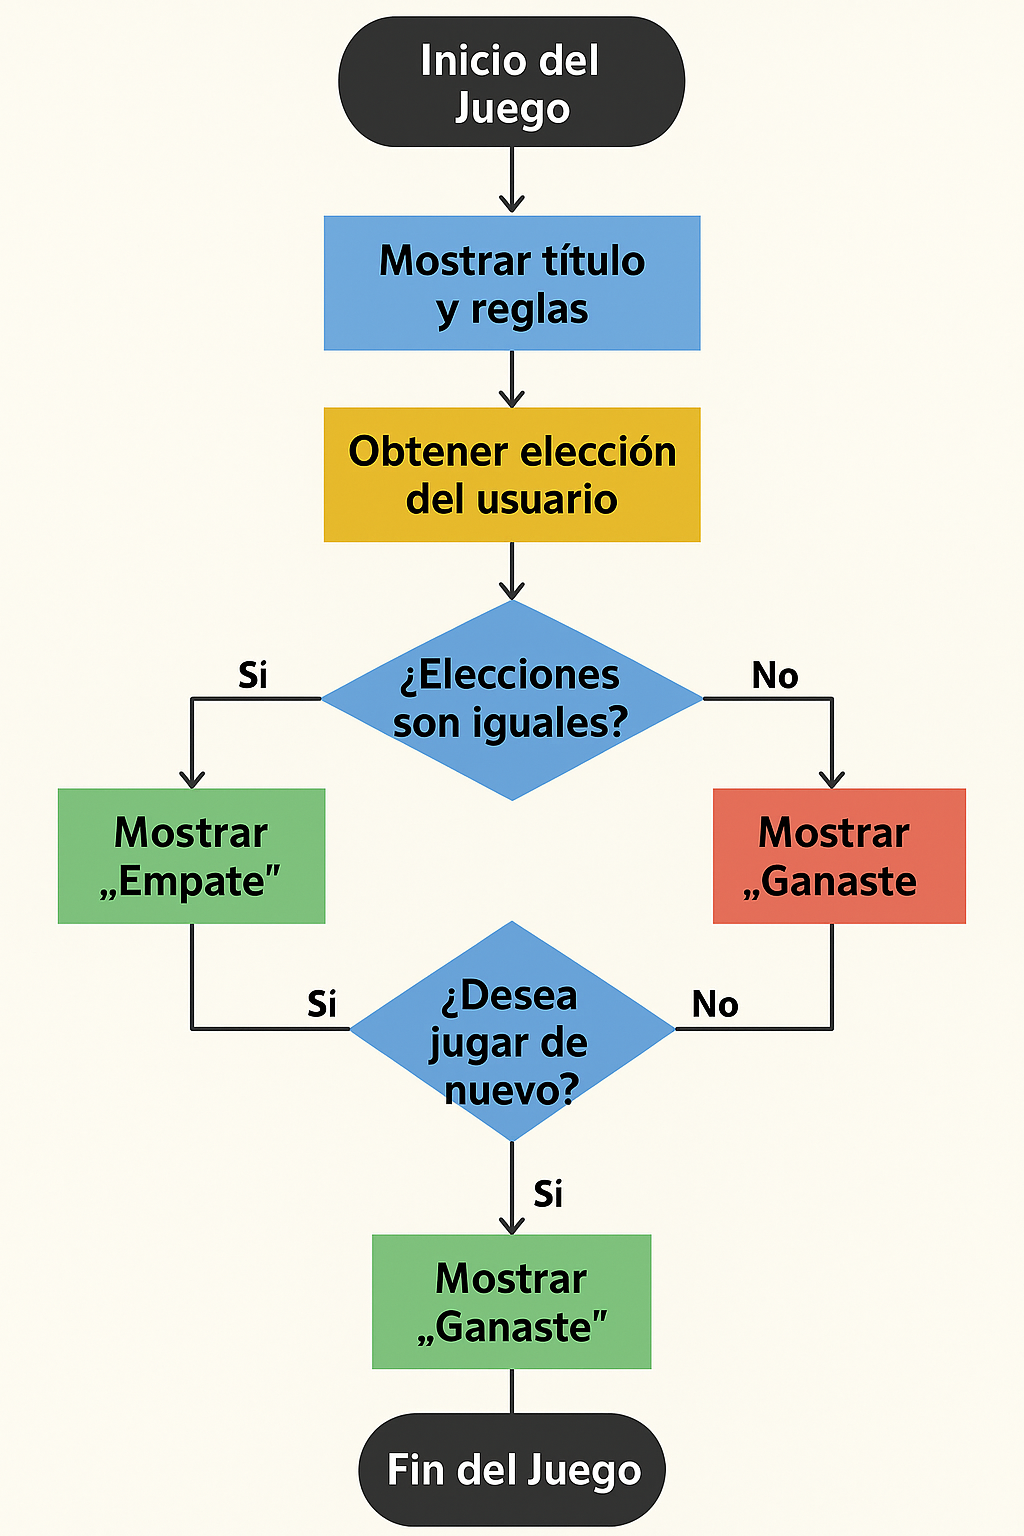 Inicio del
Juego
Mostrar título
y reglas
Obtener elección
del usuario
¿Elecciones
son iguales?
Si
No
Mostrar
„Empate"
Mostrar
„Ganaste
¿Desea
jugar de
nuevo?
Sí
No
Si
Mostrar
„Ganaste"
Fin del Juego